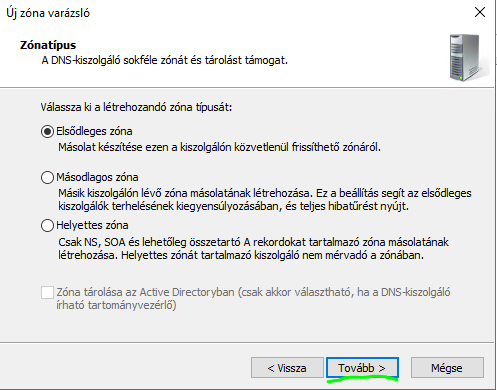 Új zóna varázsló
Zónatípus
A DNS-kiszolgáló sokféle zónát és tárolást támogat.
Válassza ki a létrehozandó zóna típusát:
Elsődleges zóna
Másolat készítése ezen a kiszolgálón közvetlenül frissíthető zónáról.
Másodlagos zóna
Másik kiszolgálón lévő zóna másolatának létrehozása. Ez a beállítás segít az elsődleges
kiszolgálók terhelésének kiegyensúlyozásában, és teljes hibatűrést nyújt.
Helyettes zóna
Csak NS, SOA és lehetőleg összetartó A rekordokat tartalmazó zóna másolatának
létrehozása. Helyettes zónát tartalmazó kiszolgáló nem mérvadó a zónában.
Zóna tárolása az Active Directoryban (csak akkor választható, ha a DNS-kiszolgáló
írható tartományvezérlő)
< Vissza
Tovább >
Mégse